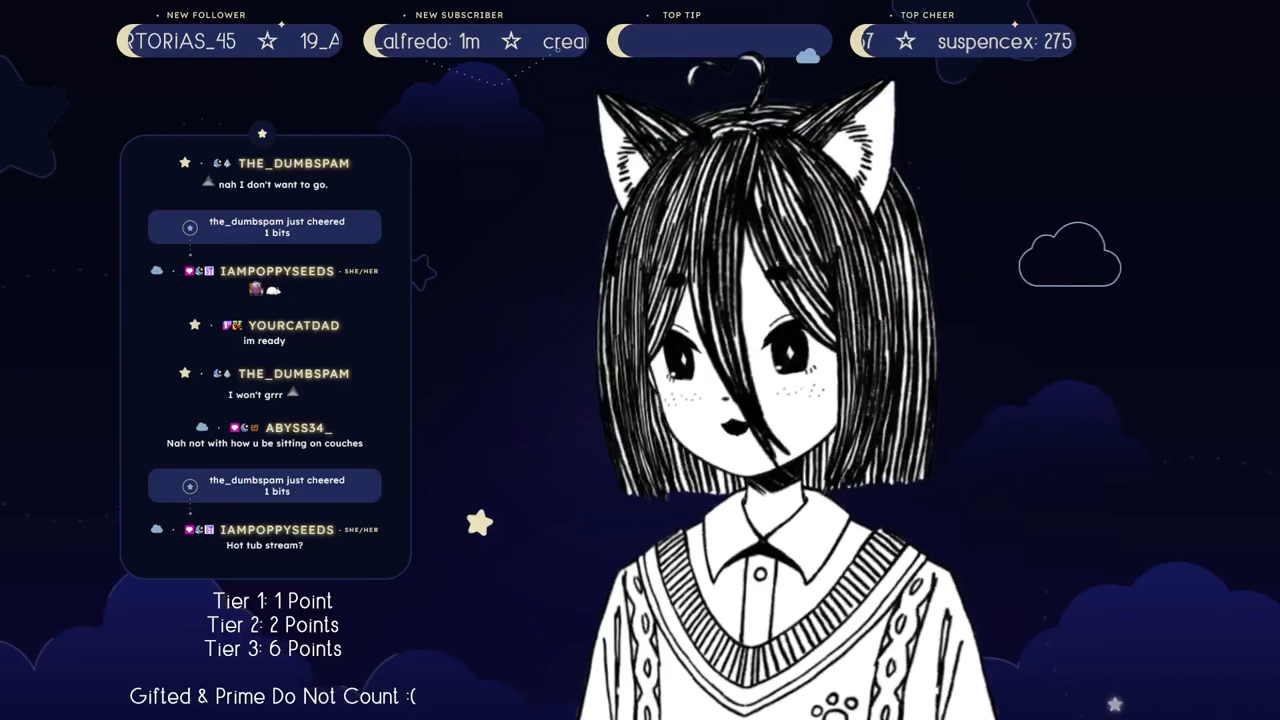 NEW FOLLOWER
NEW SUBSCRIBER
TOP TIP
TOP CHEER
RTORiAS_45 ☆ 19_A
_alfredo: 1m ☆ crea
67 ☆ suspencex: 275
THE_DUMBSPAM
nah I don't want to go.
the_dumbspam just cheered
1 bits
IAMPOPPYSEEDS - SHE/HER
YOURCATDAD
im ready
THE_DUMBSPAM
I won't grrr
ABYSS34_
Nah not with how u be sitting on couches
the_dumbspam just cheered
1 bits
IAMPOPPYSEEDS - SHE/HER
Hot tub stream?
Tier 1: 1 Point
Tier 2: 2 Points
Tier 3: 6 Points
Gifted & Prime Do Not Count :(